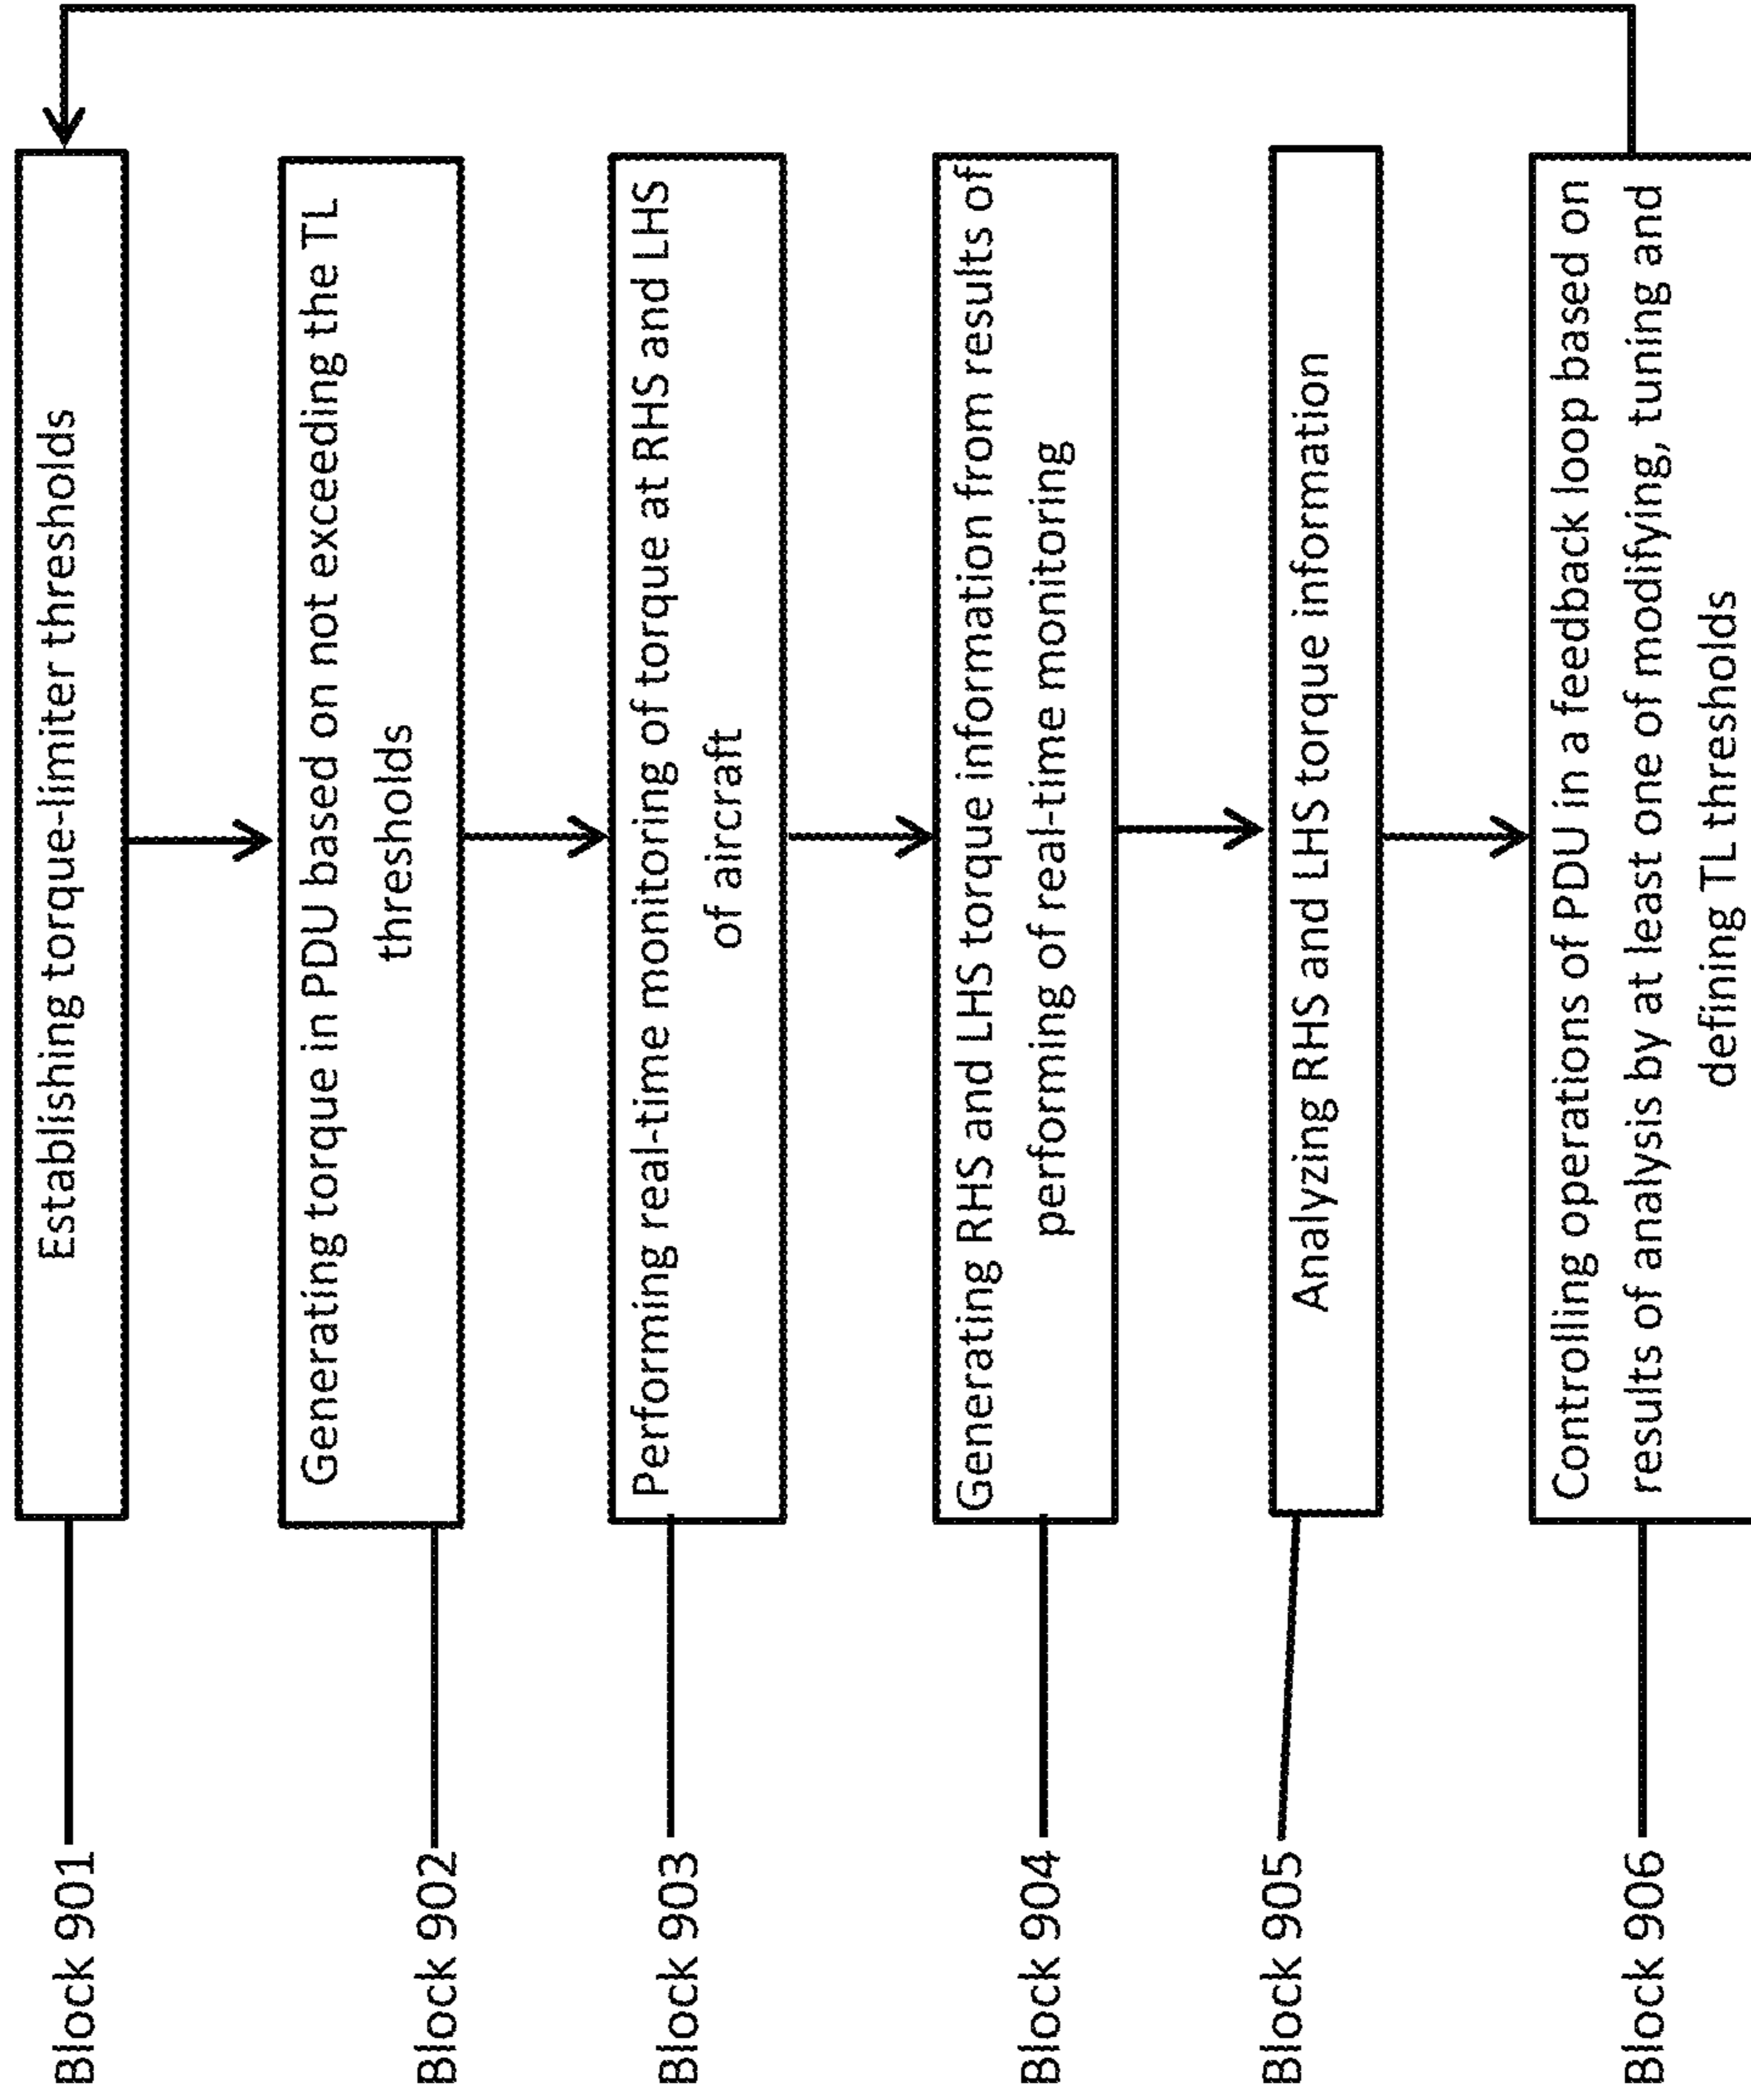 Block 901
Establishing torque-limiter thresholds
Block 902
Generating torque in PDU based on not exceeding the TL
thresholds
Block 903
Performing real-time monitoring of torque at RHS and LHS
of aircraft
Block 904
Generating RHS and LHS torque information from results of
performing of real-time monitoring
Block 905
Analyzing RHS and LHS torque information
Block 906
Controlling operations of PDU in a feedback loop based on
results of analysis by at least one of modifying, tuning and
defining TL thresholds